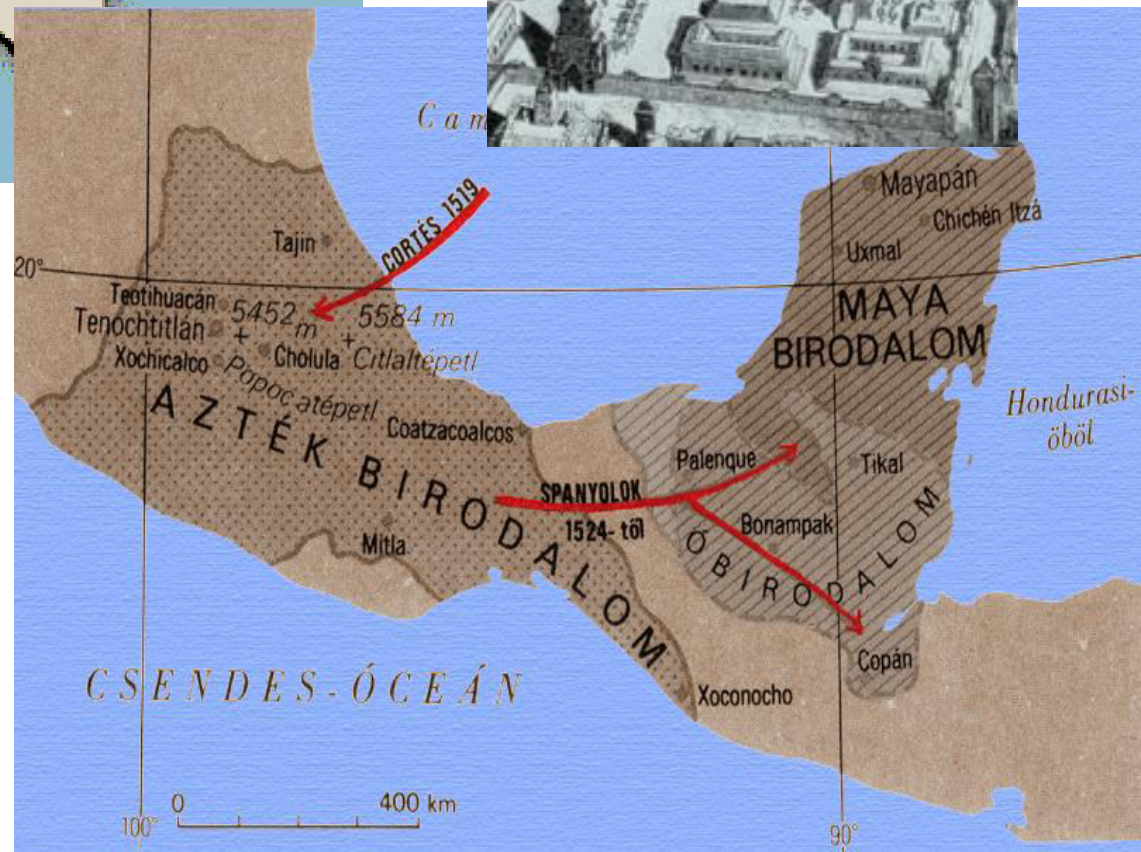 Cam
Mayapán
Chichén Itzá
CORTÉS 1519
Tajin
Uxmal
20°
Teotihuacán
5452 m
5584 m
MAYA
BIRODALOM
Tenochtitlán
Cholula
Citlaltépetl
Xochicalco
Popocatépetl
Hondurasi-
öböl
AZTÉK BIRODALOM
Coatzacoalcos
Palenque
Tikal
SPANYOLOK
1524-től
Bonampak
Mitla
ÓBIRODALOM
Copán
CSENDES-ÓCEÁN
Xoconocho
0 400 km
100°
90°